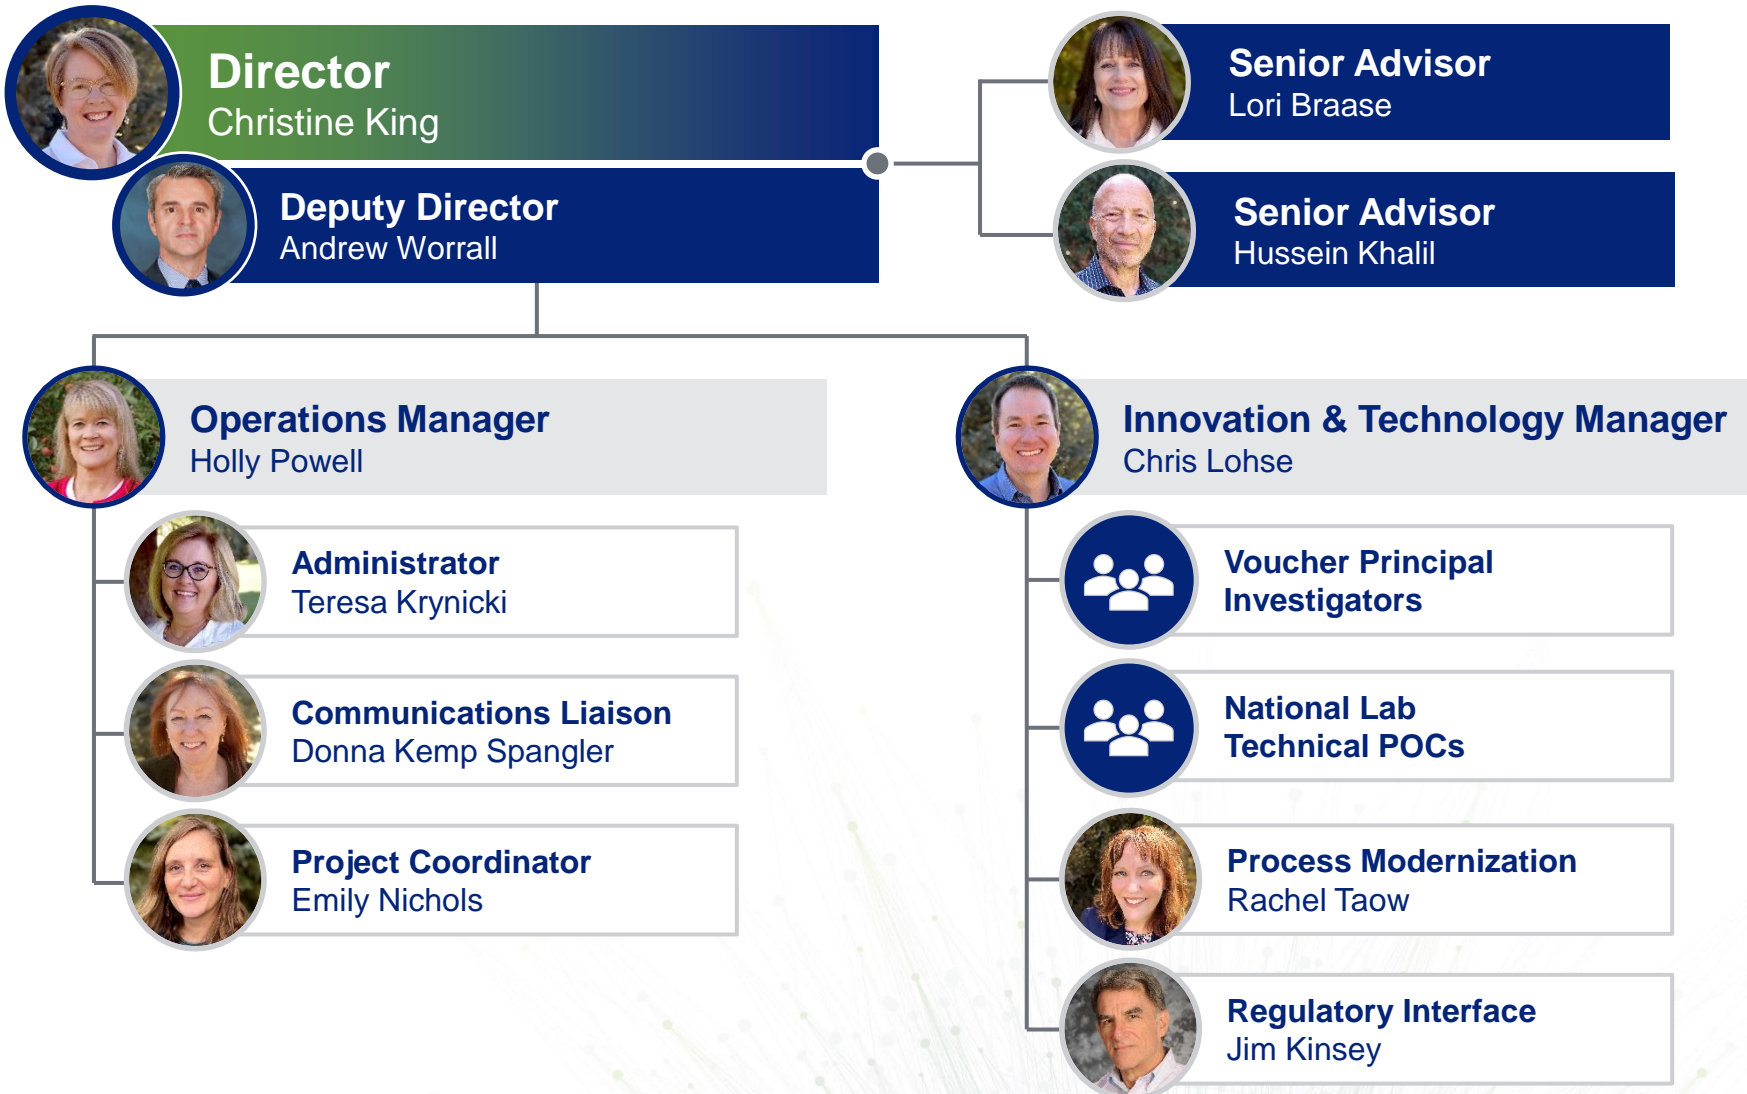 Director
Christine King
Deputy Director
Andrew Worrall
Senior Advisor
Lori Braase
Senior Advisor
Hussein Khalil
Operations Manager
Holly Powell
Administrator
Teresa Krynicki
Communications Liaison
Donna Kemp Spangler
Project Coordinator
Emily Nichols
Innovation & Technology Manager
Chris Lohse
Voucher Principal
Investigators
National Lab
Technical POCs
Process Modernization
Rachel Taow
Regulatory Interface
Jim Kinsey